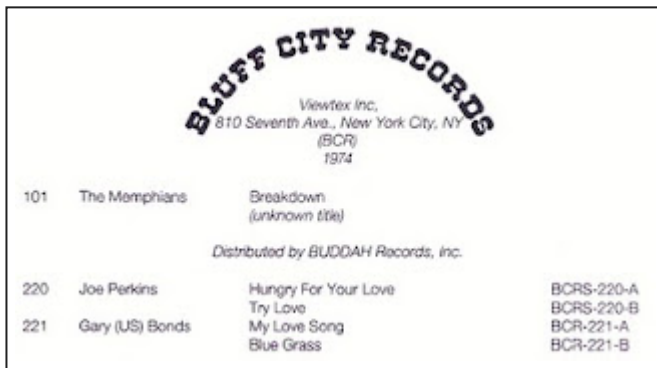 BLUFF CITY RECORDS
Viewtex Inc,
810 Seventh Ave., New York City, NY
(BCR)
1974
101 The Memphians Breakdown
(unknown title)
Distributed by BUDDAH Records, Inc.
220 Joe Perkins Hungry For Your Love BCRS-220-A
Try Love BCRS-220-B
221 Gary (US) Bonds My Love Song BCR-221-A
Blue Grass BCR-221-B